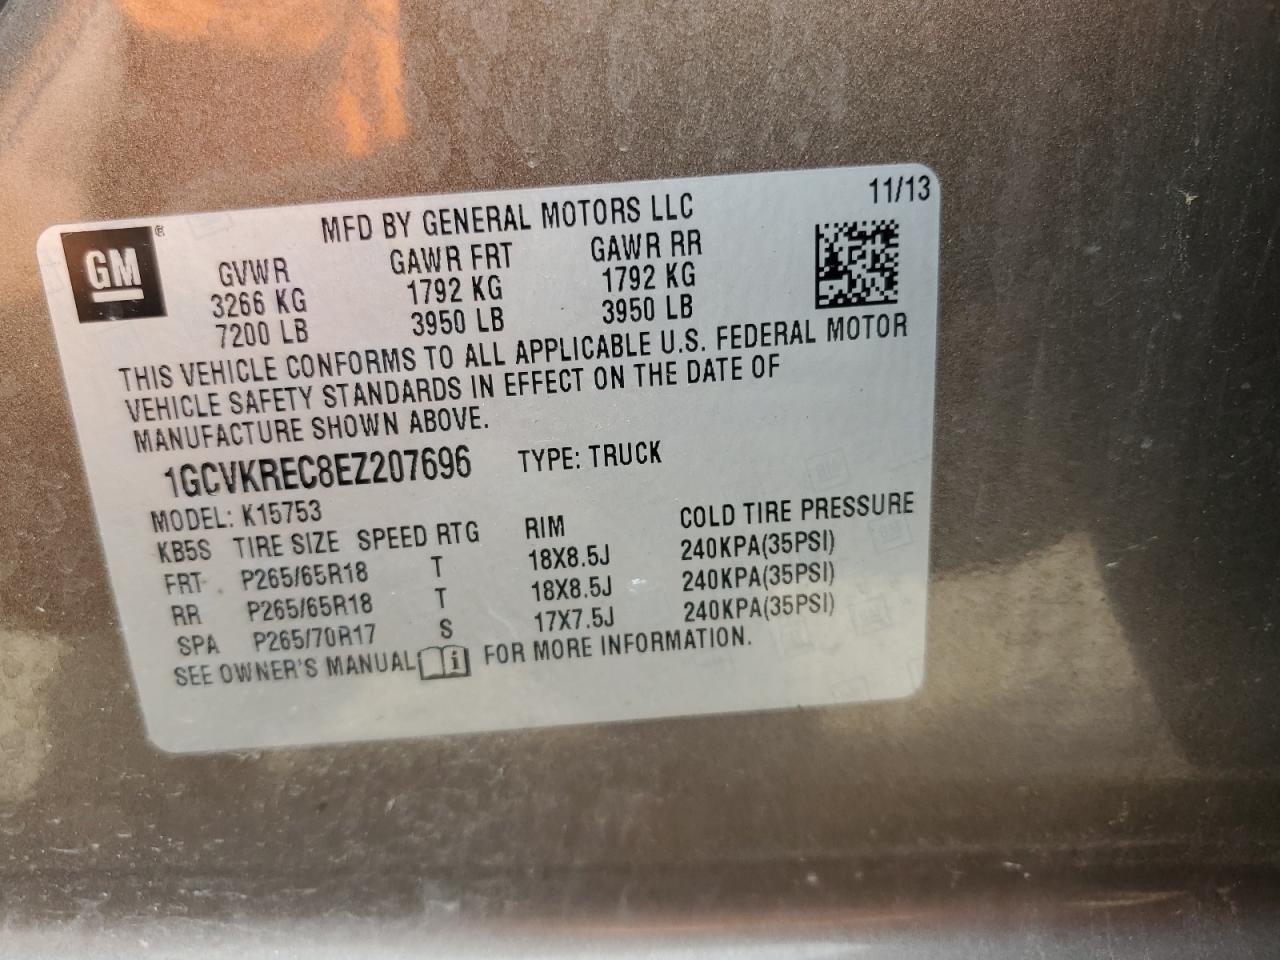 11/13
MFD BY GENERAL MOTORS LLC
GM ®
GVWR GAWR FRT GAWR RR
3266 KG 1792 KG 1792 KG
7200 LB 3950 LB 3950 LB
THIS VEHICLE CONFORMS TO ALL APPLICABLE U.S. FEDERAL MOTOR
VEHICLE SAFETY STANDARDS IN EFFECT ON THE DATE OF
MANUFACTURE SHOWN ABOVE.
1GCVKREC8EZ207696 TYPE: TRUCK
MODEL: K15753
KB5S TIRE SIZE SPEED RTG RIM COLD TIRE PRESSURE
FRT P265/65R18 T 18X8.5J 240KPA(35PSI)
RR P265/65R18 T 18X8.5J 240KPA(35PSI)
SPA P265/70R17 S 17X7.5J 240KPA(35PSI)
SEE OWNER'S MANUAL FOR MORE INFORMATION.